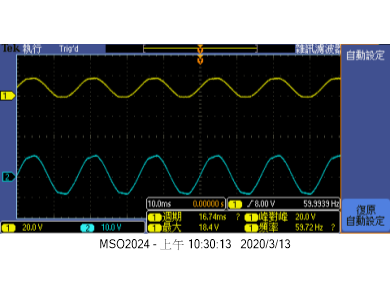 Tek 執行 Trig'd 雜訊濾波器
自動設定
1
2
10.0ms 0.00000 s 1 / 8.00 V 59.9939 Hz
1 週期 16.74ms ? 1 峰對峰 20.0 V
1 最大 18.4 V 1 頻率 59.72 Hz ?
1 20.0 V 2 10.0 V
復原
自動設定
MSO2024 - 上午 10:30:13 2020/3/13